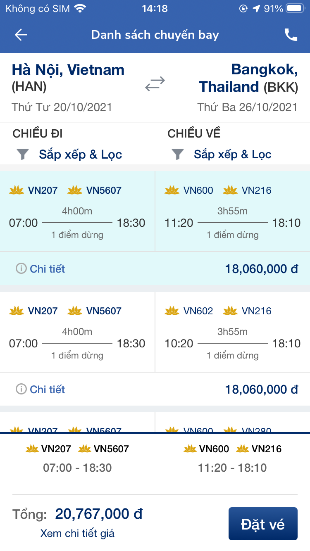 Không có SIM 14:18 91%
Danh sách chuyến bay
Hà Nội, Vietnam (HAN)
Bangkok, Thailand (BKK)
Thứ Tư 20/10/2021
Thứ Ba 26/10/2021
CHIỀU ĐI
CHIỀU VỀ
Sắp xếp & Lọc
Sắp xếp & Lọc
VN207 VN5607
VN600 VN216
4h00m
3h55m
07:00 18:30
11:20 18:10
1 điểm dừng
1 điểm dừng
Chi tiết
18,060,000 đ
VN207 VN5607
VN602 VN216
4h00m
3h55m
07:00 18:30
10:20 18:10
1 điểm dừng
1 điểm dừng
Chi tiết
18,060,000 đ
VN207 VN5607
VN600 VN280
VN207 VN5607
VN600 VN216
07:00 - 18:30
11:20 - 18:10
Tổng: 20,767,000 đ
Xem chi tiết giá
Đặt vé